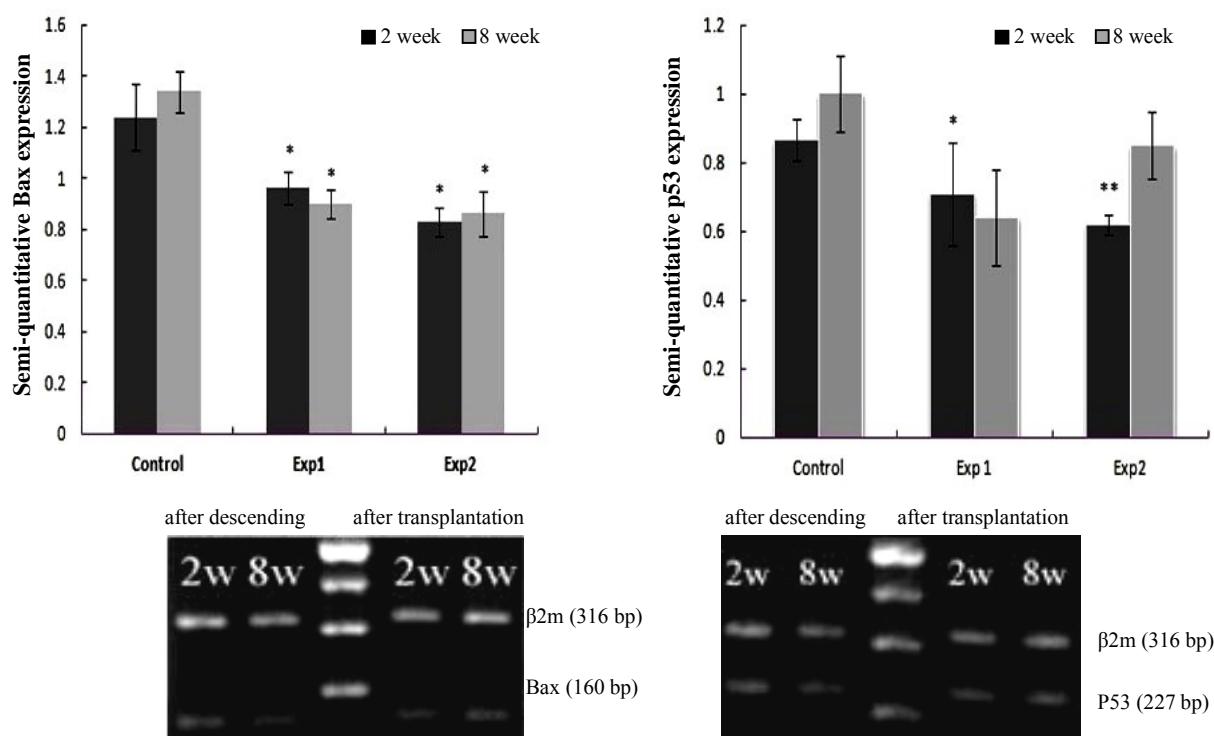 1.6
1.4
1.2
1
0.8
0.6
0.4
0.2
0
Semi-quantitative Bax expression
2 week 8 week
* * * *
Control Exp1 Exp2
1.2
1
0.8
0.6
0.4
0.2
0
Semi-quantitative p53 expression
2 week 8 week
* **
Control Exp 1 Exp2
after descending after transplantation
2w 8w 2w 8w
β2m (316 bp)
Bax (160 bp)
after descending after transplantation
2w 8w 2w 8w
β2m (316 bp)
P53 (227 bp)